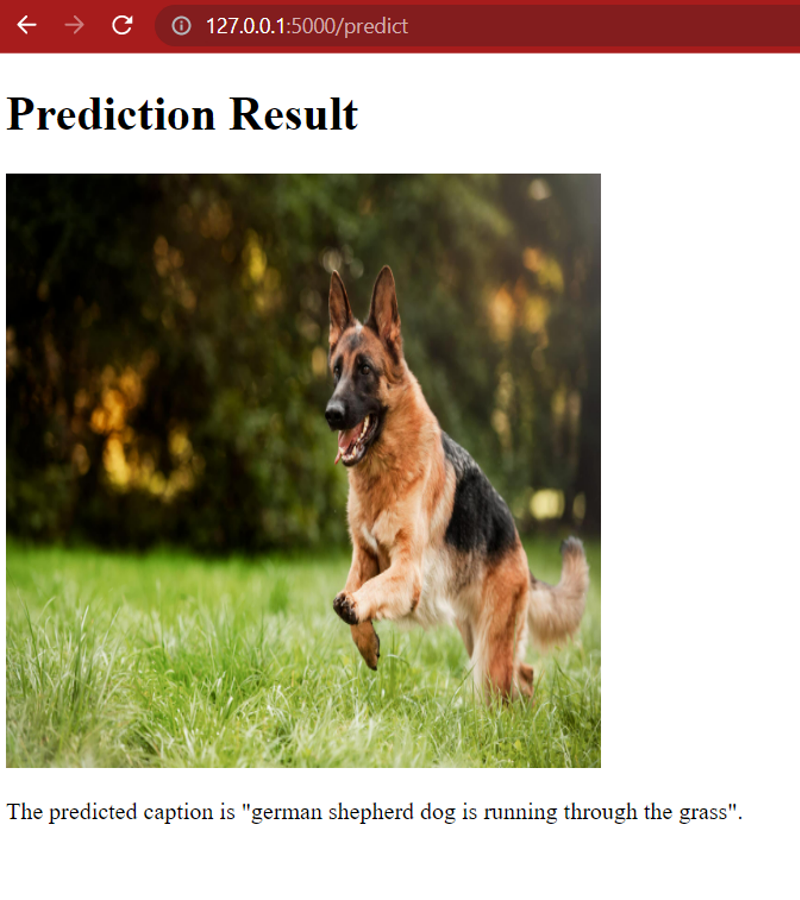 127.0.0.1:5000/predict
Prediction Result
The predicted caption is "german shepherd dog is running through the grass".